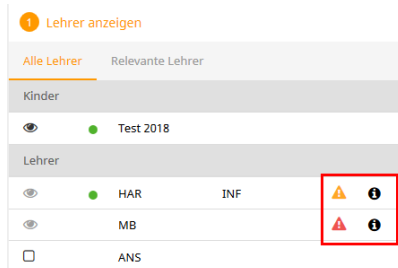 1 Lehrer anzeigen
Alle Lehrer Relevante Lehrer
Kinder
Test 2018
Lehrer
HAR INF
MB
ANS